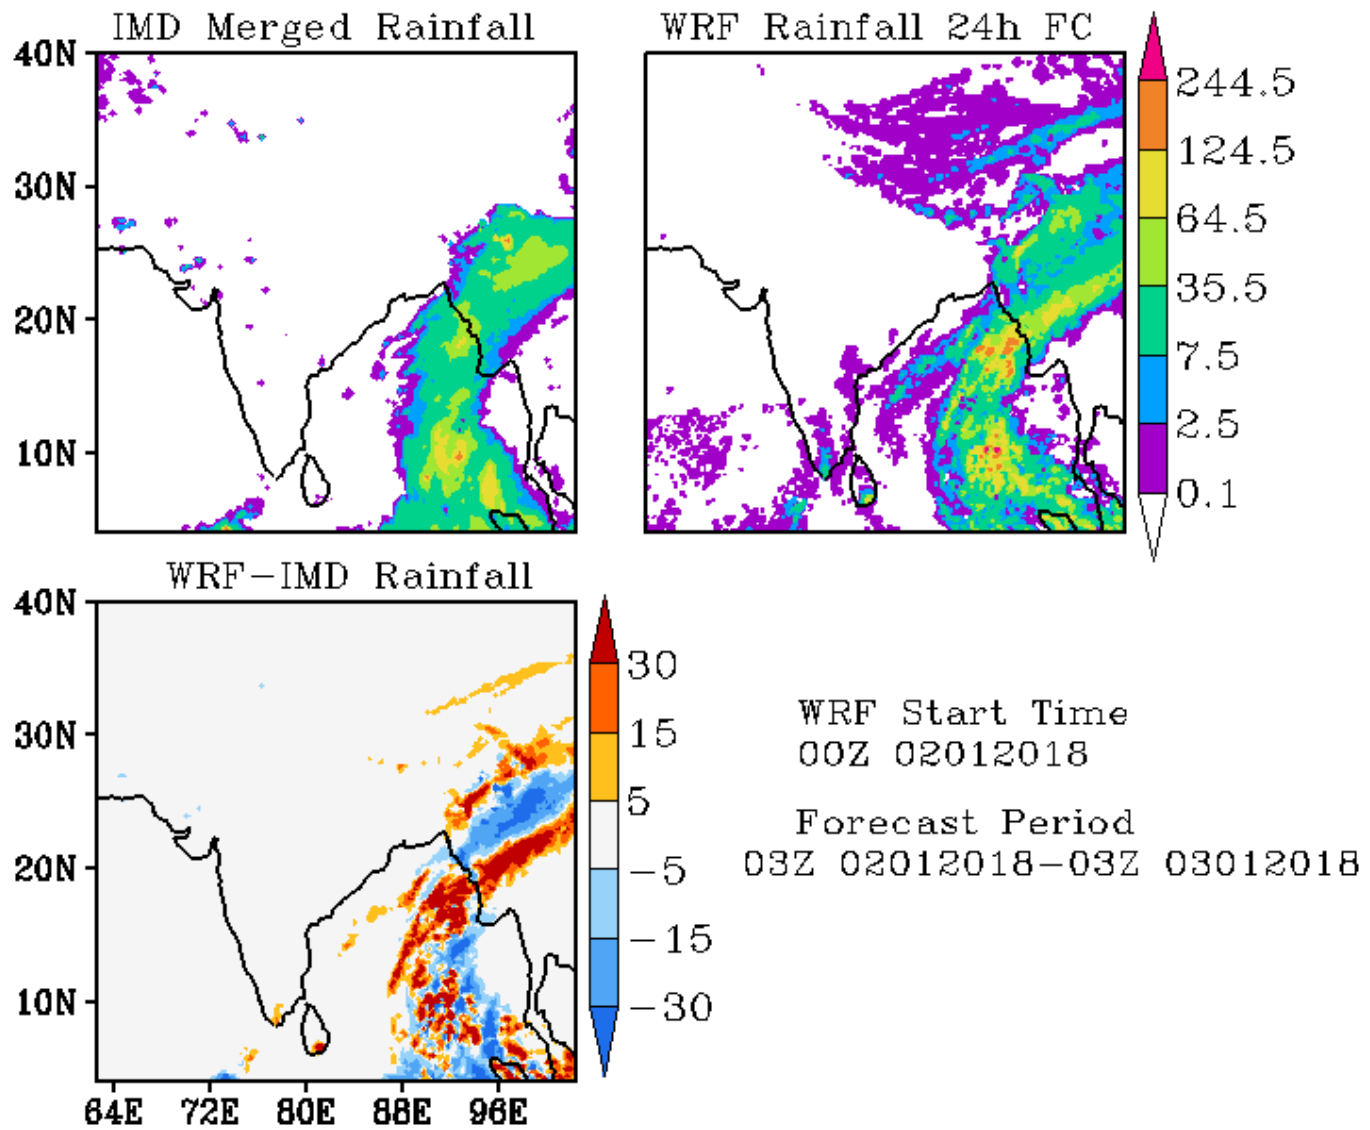 IMD Merged Rainfall
WRF Rainfall 24h FC
40N
30N
20N
10N
244.5
124.5
64.5
35.5
7.5
2.5
0.1
WRF-IMD Rainfall
40N
30N
20N
10N
64E 72E 80E 88E 96E
30
15
5
-5
-15
-30
WRF Start Time
00Z 02012018
Forecast Period
03Z 02012018-03Z 03012018